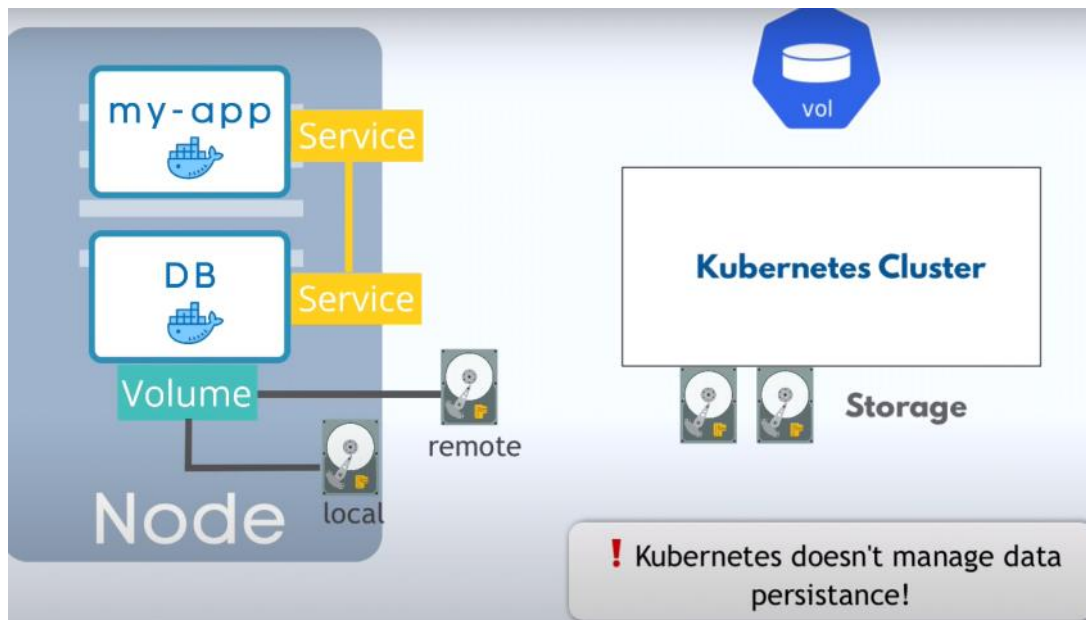 my-app
Service
DB
Service
Volume
remote
local
Node
vol
Kubernetes Cluster
Storage
! Kubernetes doesn't manage data
persistance!